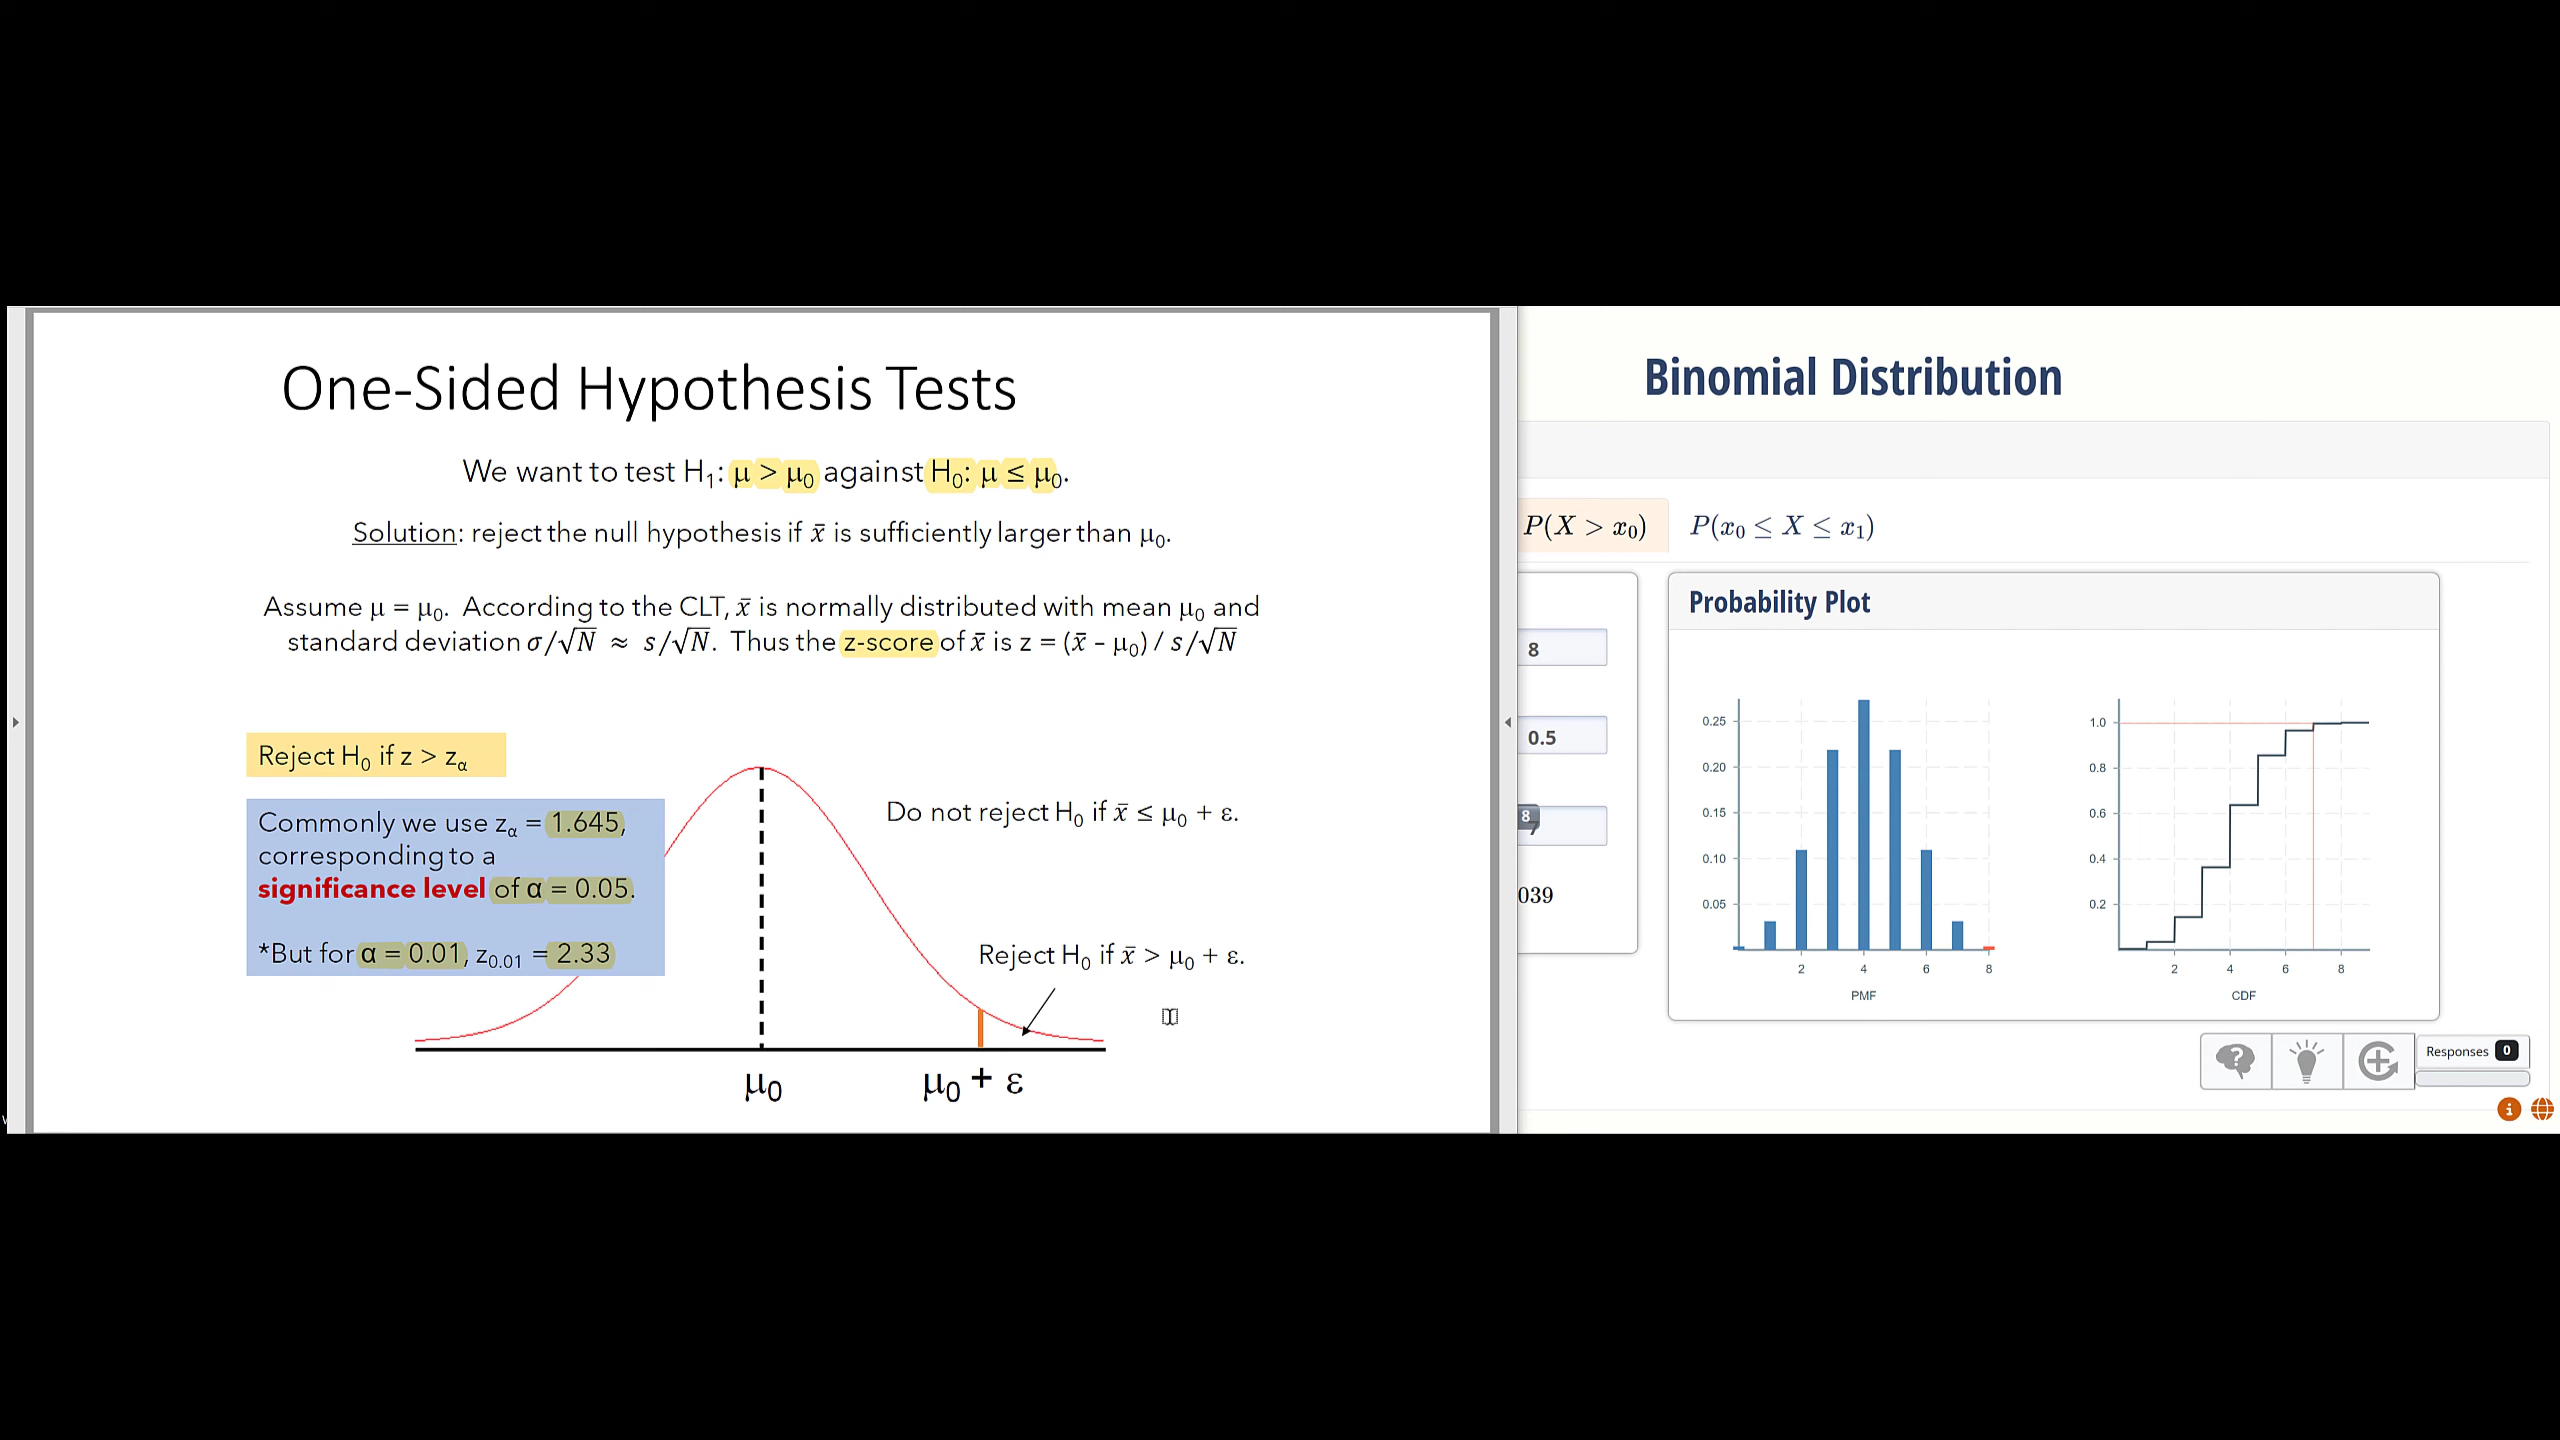 One-Sided Hypothesis Tests
We want to test H₁: μ > μ₀ against H₀: μ ≤ μ₀.
Solution: reject the null hypothesis if x̄ is sufficiently larger than μ₀.
Assume μ = μ₀. According to the CLT, x̄ is normally distributed with mean μ₀ and
standard deviation σ/√N ≈ s/√N. Thus the z-score of x̄ is z = (x̄ – μ₀) / s/√N
Reject H₀ if z > zα
Commonly we use zα = 1.645,
corresponding to a
significance level of α = 0.05.
*But for α = 0.01, z₀.₀₁ = 2.33
Do not reject H₀ if x̄ ≤ μ₀ + ε.
Reject H₀ if x̄ > μ₀ + ε.
μ₀
μ₀ + ε
Binomial Distribution
P(X > x₀)
P(x₀ ≤ X ≤ x₁)
8
0.5
8
7
039
Probability Plot
0.25
0.20
0.15
0.10
0.05
2 4 6 8
PMF
1.0
0.8
0.6
0.4
0.2
2 4 6 8
CDF
Responses 0